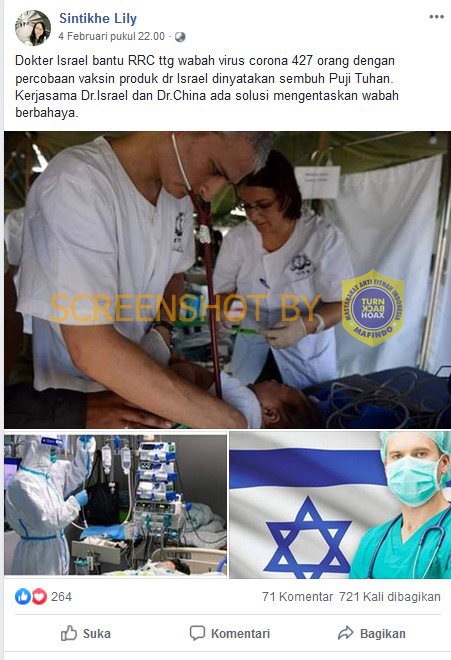 Sintikhe Lily
4 Februari pukul 22.00 ·
Dokter Israel bantu RRC ttg wabah virus corona 427 orang dengan
percobaan vaksin produk dr Israel dinyatakan sembuh Puji Tuhan.
Kerjasama Dr.Israel dan Dr.China ada solusi mengentaskan wabah
berbahaya.
SCREENSHOT BY
MASYARAKAT ANTI FITNAH INDONESIA
TURN
BACK
HOAX
MAFINDO
264
71 Komentar 721 Kali dibagikan
Suka Komentari Bagikan